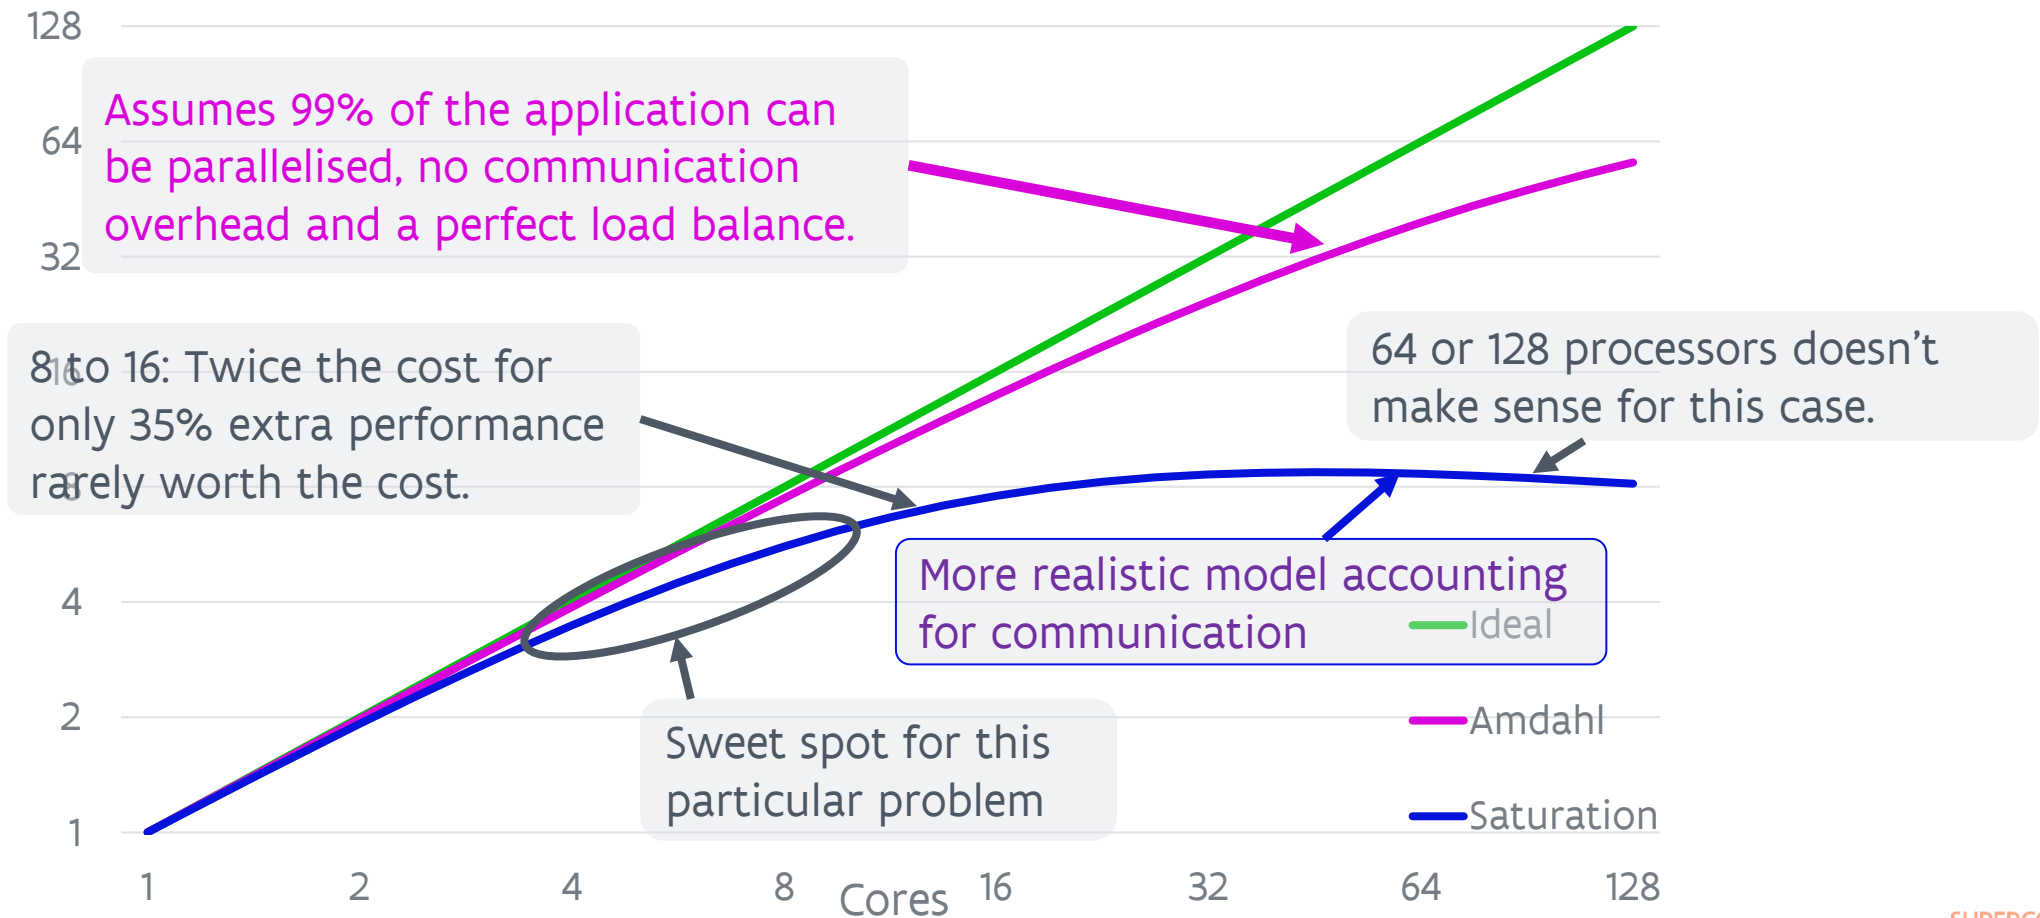 128
Assumes 99% of the application can
64
be parallelised, no communication
overhead and a perfect load balance.
32
8 to 16: Twice the cost for
16
only 35% extra performance
rarely worth the cost.
8
64 or 128 processors doesn't
make sense for this case.
More realistic model accounting
for communication
4
Ideal
2
Amdahl
Sweet spot for this
particular problem
Saturation
1
1 2 4 8 16 32 64 128
Cores